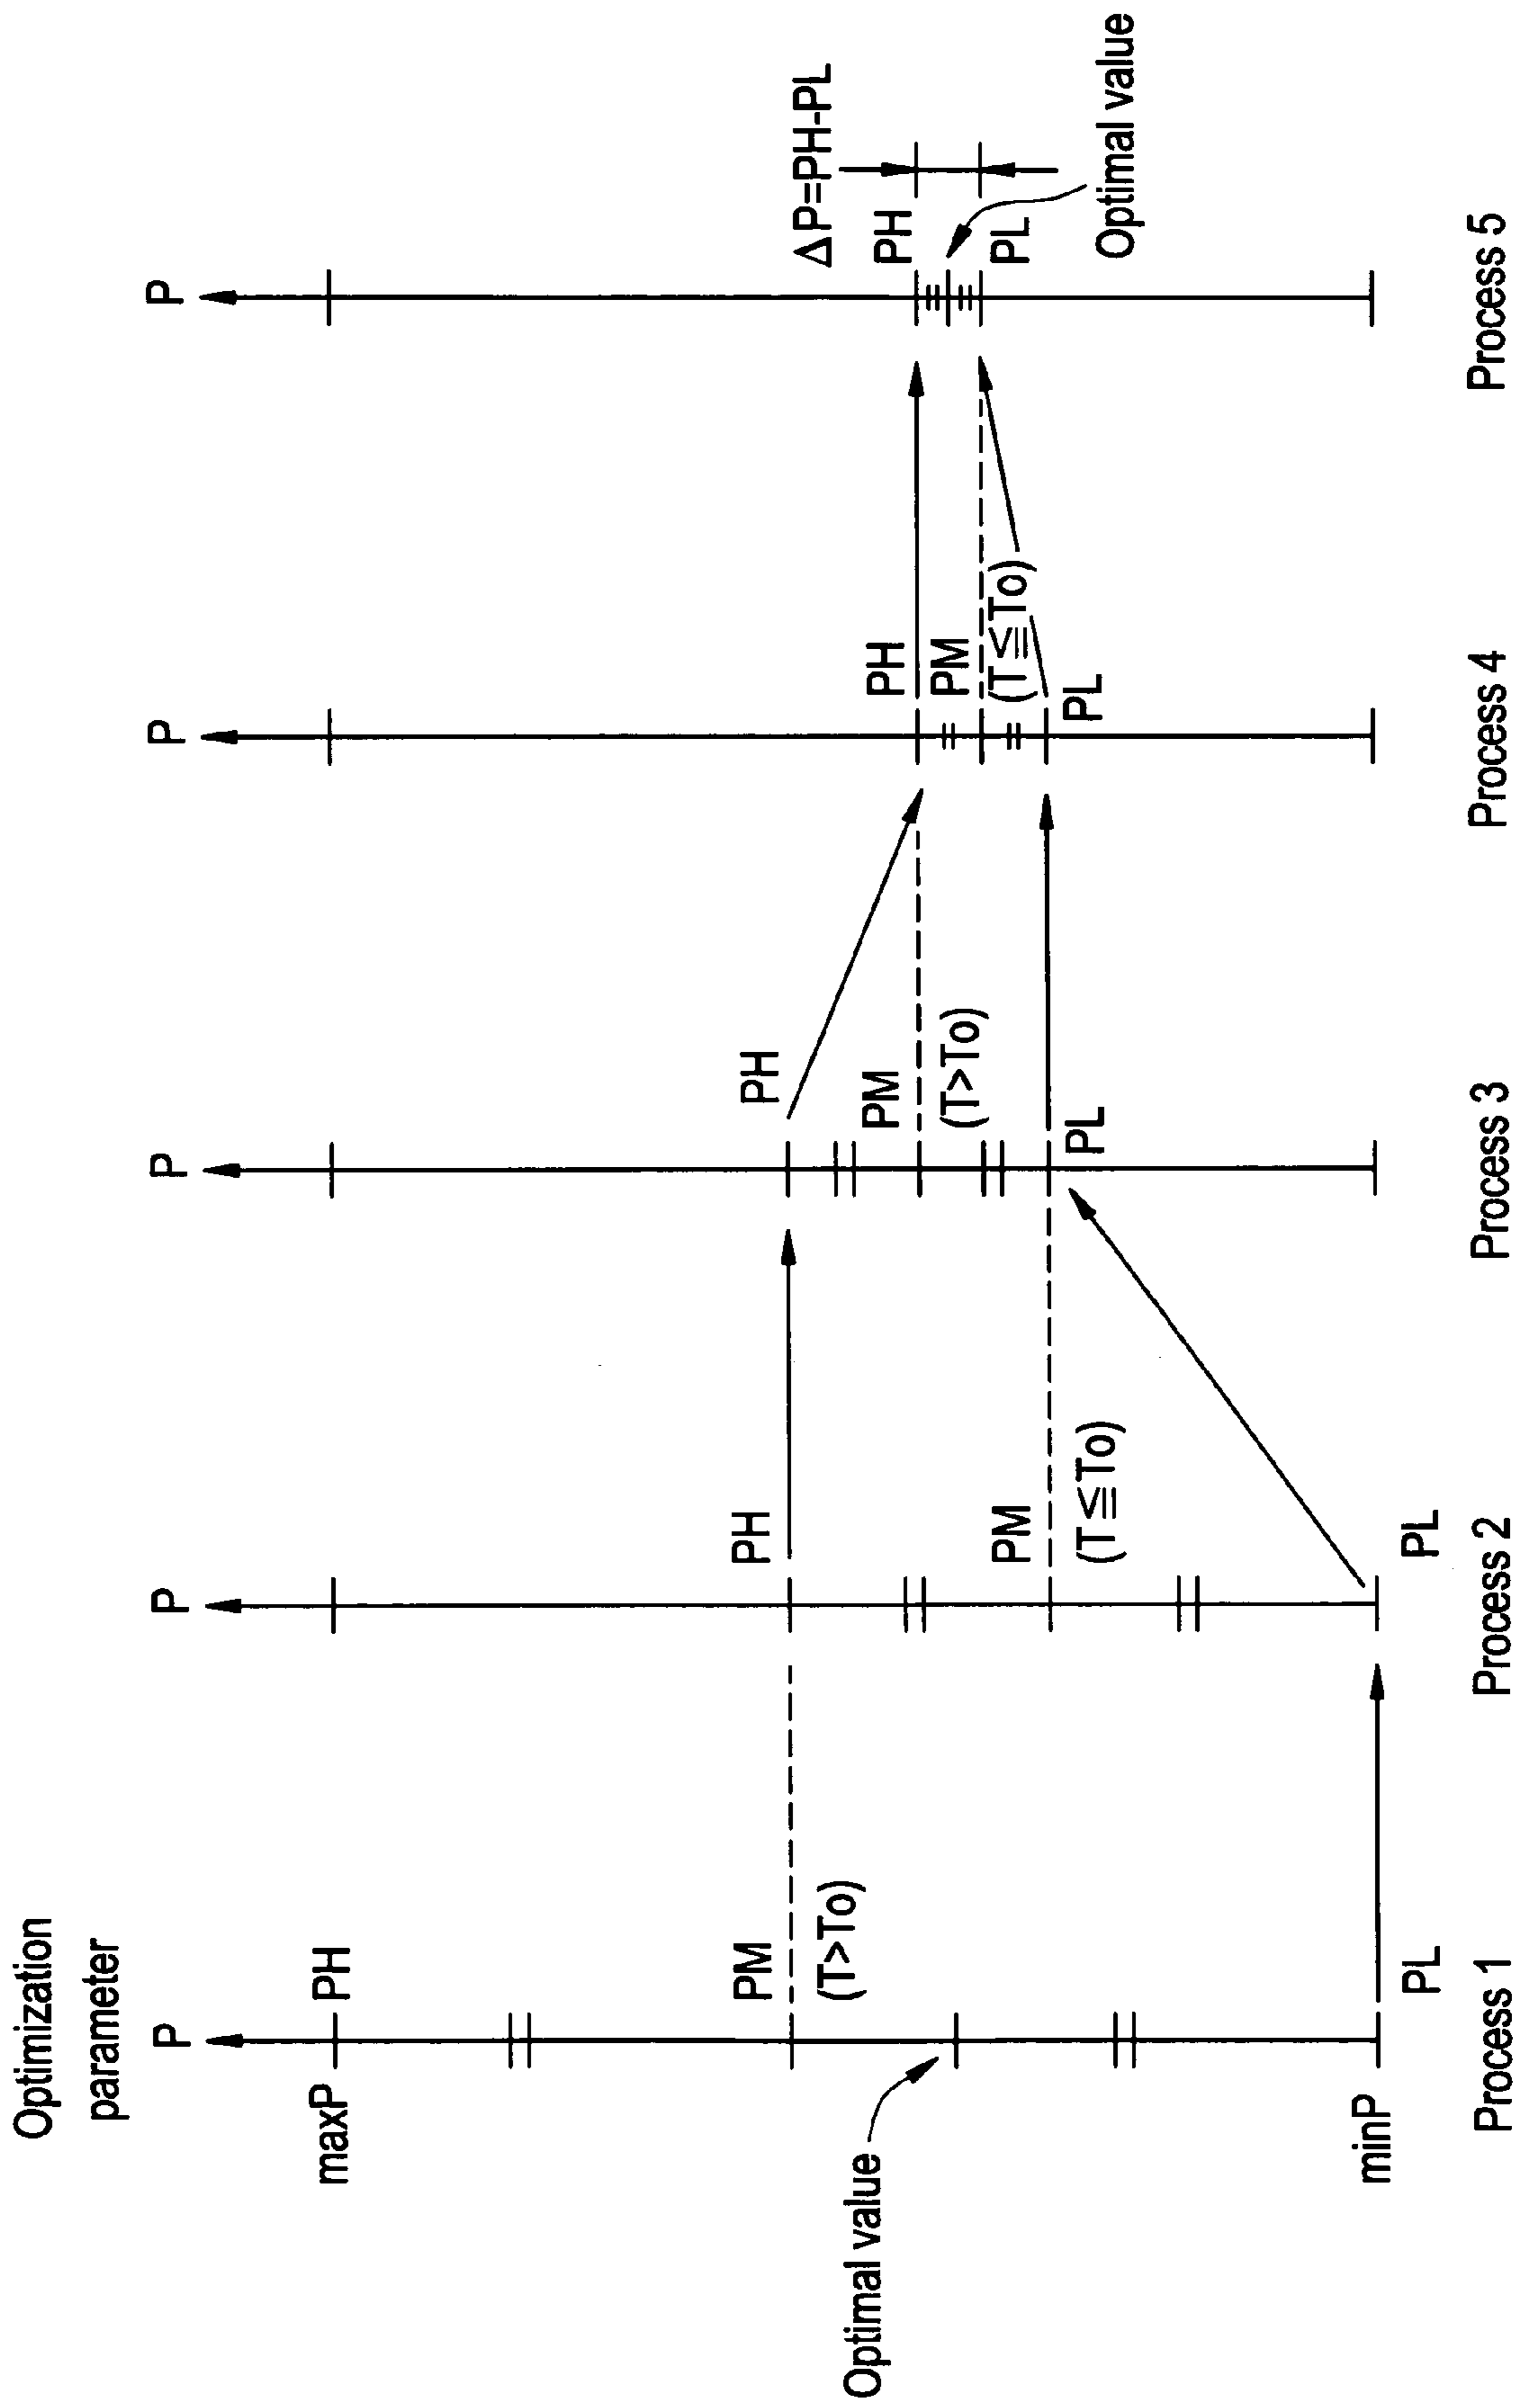 Optimization
parameter
P
maxP
PH
PM
(T>To)
Optimal value
minP
PL
Process 1
P
PH
PM
(T≦To)
PL
Process 2
P
PH
PM
(T>To)
PL
Process 3
P
PH
PM
(T≦To)
PL
Process 4
P
ΔP=PH-PL
PH
PL
Optimal value
Process 5